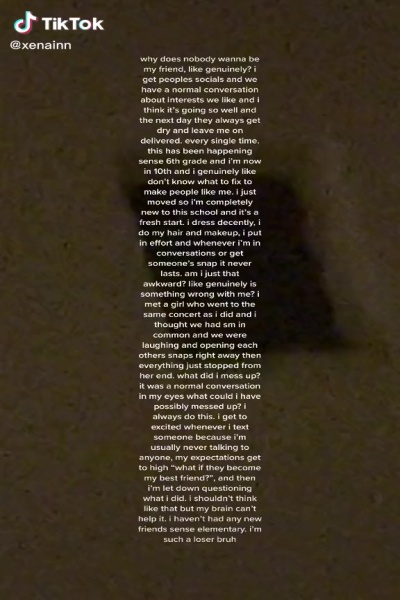 TikTok
@xenainn
why does nobody wanna be
my friend, like genuinely? i
get peoples socials and we
have a normal conversation
about interests we like and i
think it's going so well and
the next day they always get
dry and leave me on
delivered. every single time.
this has been happening
sense 6th grade and i'm now
in 10th and i genuinely like
don't know what to fix to
make people like me. i just
moved so i'm completely
new to this school and it's a
fresh start. i dress decently, i
do my hair and makeup, i put
in effort and whenever i'm in
conversations or get
someone's snap it never
lasts. am i just that
awkward? like genuinely is
something wrong with me? i
met a girl who went to the
same concert as i did and i
thought we had sm in
common and we were
laughing and opening each
others snaps right away then
everything just stopped from
her end. what did i mess up?
it was a normal conversation
in my eyes what could i have
possibly messed up? i
always do this. i get to
excited whenever i text
someone because i'm
usually never talking to
anyone, my expectations get
to high “what if they become
my best friend?”, and then
i'm let down questioning
what i did. i shouldn't think
like that but my brain can't
help it. i haven't had any new
friends sense elementary. i'm
such a loser bruh